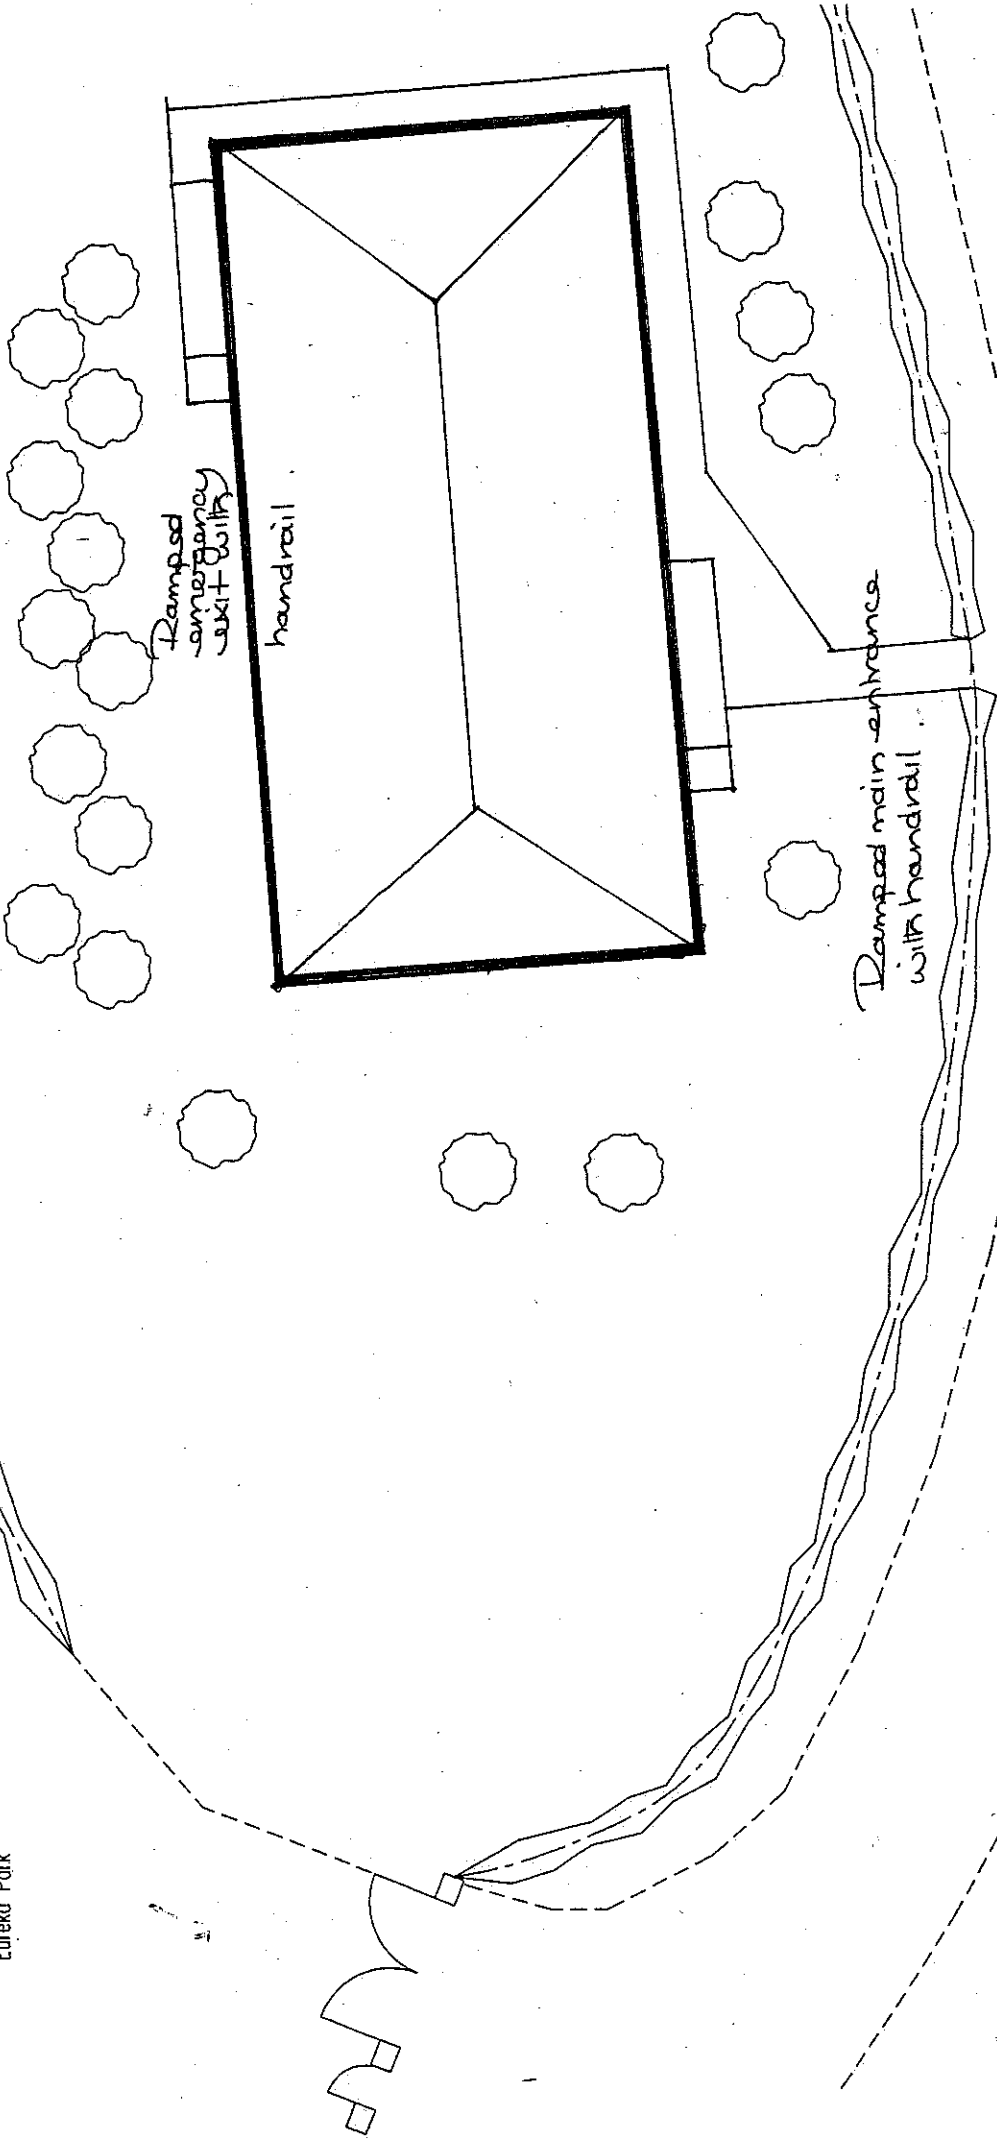 Ramped
emergency
exit with
handrail
Ramped main entrance
with handrail.
Eureka Park